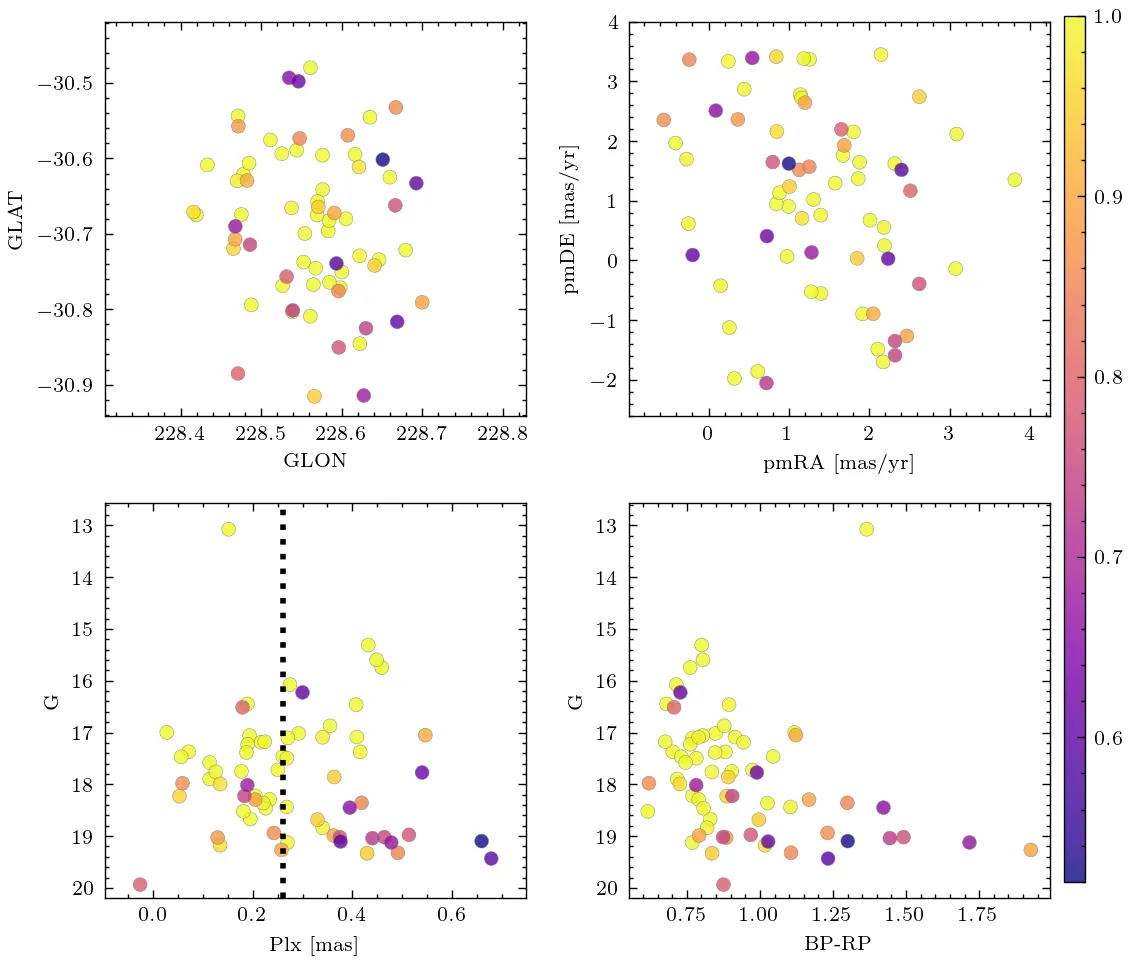 −30.5
−30.6
−30.7
−30.8
−30.9
GLAT
228.4 228.5 228.6 228.7 228.8
GLON
4
3
2
1
0
−1
−2
pmDE [mas/yr]
0 1 2 3 4
pmRA [mas/yr]
13
14
15
16
17
18
19
20
G
0.0 0.2 0.4 0.6
Plx [mas]
13
14
15
16
17
18
19
20
G
0.75 1.00 1.25 1.50 1.75
BP-RP
1.0
0.9
0.8
0.7
0.6